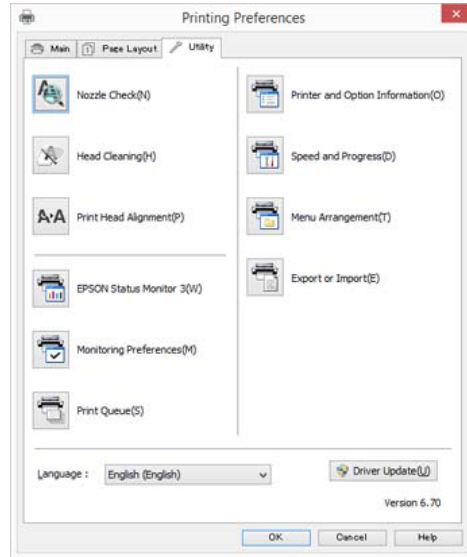 Printing Preferences
Main
Page Layout
Utility
Nozzle Check(N)
Head Cleaning(H)
A·A Print Head Alignment(P)
EPSON Status Monitor 3(W)
Monitoring Preferences(M)
Print Queue(S)
Printer and Option Information(O)
Speed and Progress(D)
Menu Arrangement(T)
Export or Import(E)
Language :
English (English)
Driver Update(U)
Version 6.70
OK
Cancel
Help